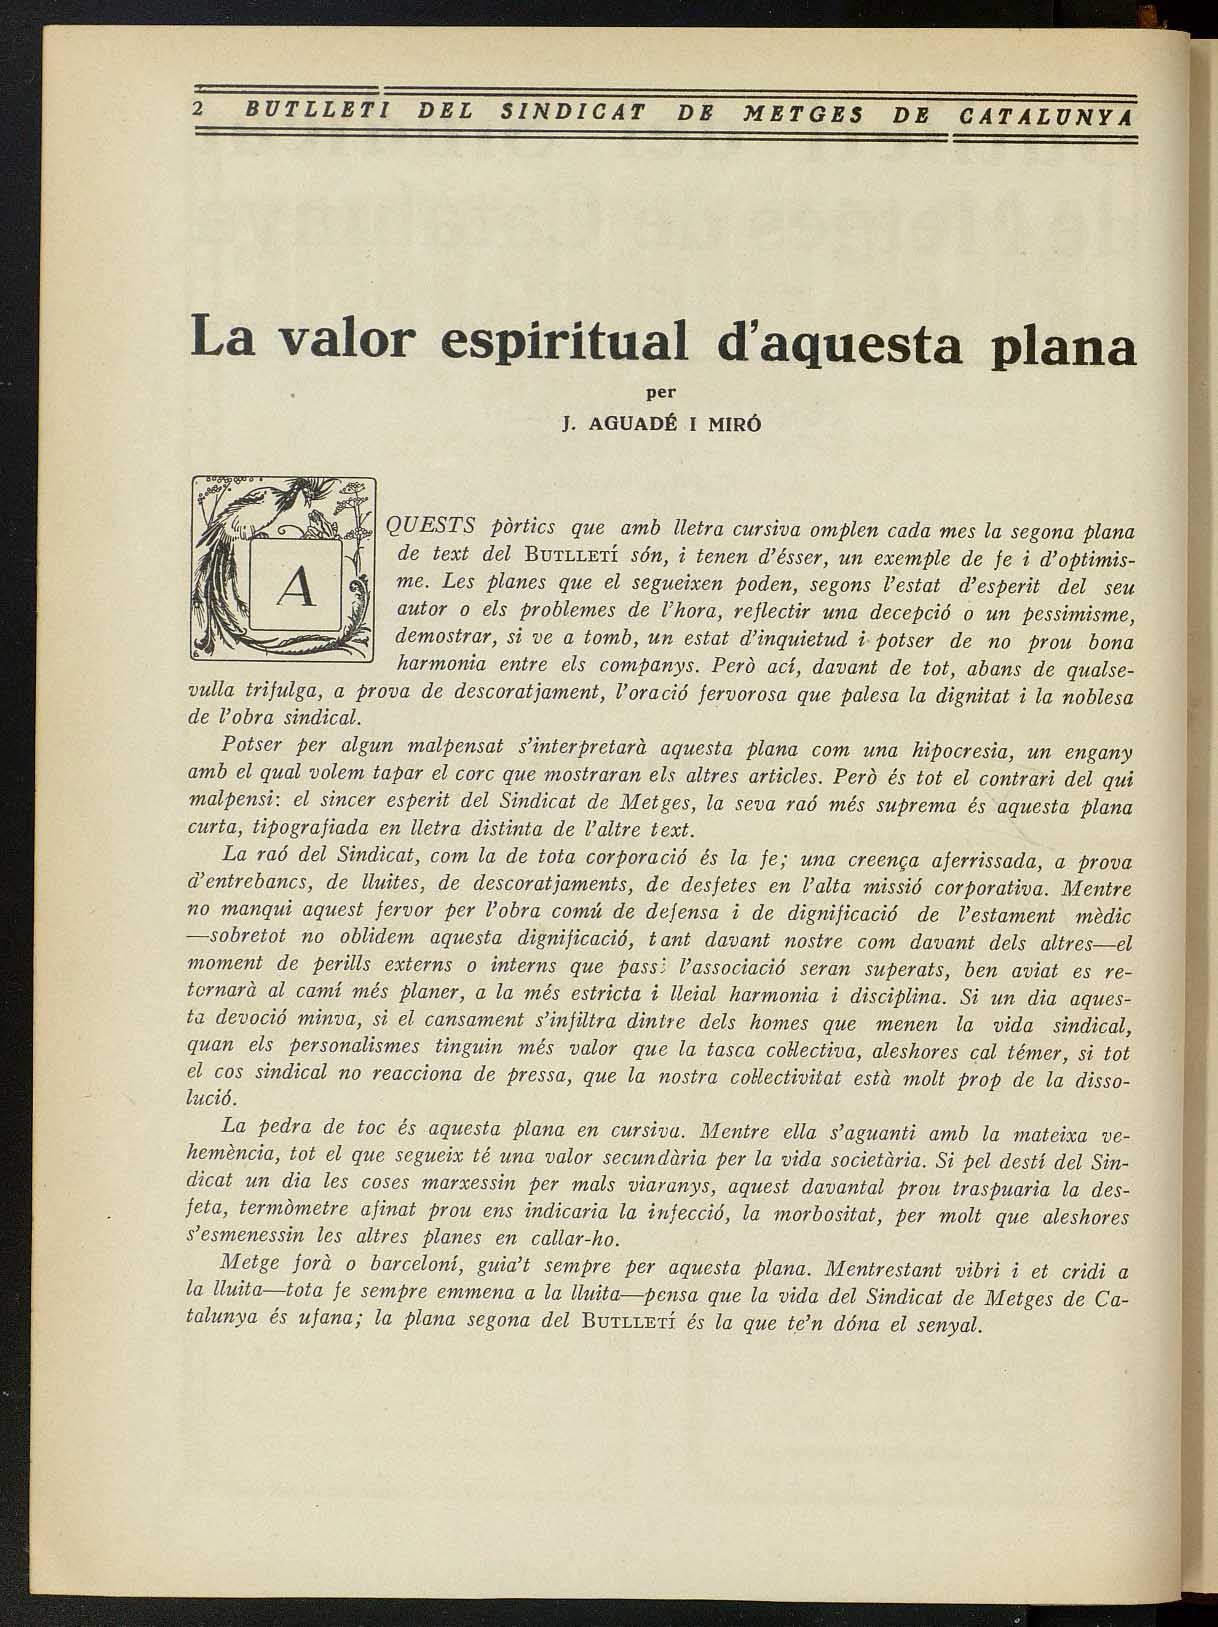 2 BUTLLETI DEL SINDICAT DE METGES DE CATALUNYA
La valor espiritual d'aquesta plana
per
J. AGUADÉ I MIRÓ
AQUESTS pòrtics que amb lletra cursiva omplen cada mes la segona plana
de text del BUTLLETÍ són, i tenen d'ésser, un exemple de fe i d'optimis-
me. Les planes que el segueixen poden, segons l'estat d'esperit del seu
autor o els problemes de l'hora, reflectir una decepció o un pessimisme,
demostrar, si ve a tomb, un estat d'inquietud i potser de no prou bona
harmonia entre els companys. Però ací, davant de tot, abans de qualse-
vulla trifulga, a prova de descoratjament, l'oració fervorosa que palesa la dignitat i la noblesa
de l'obra sindical.
Potser per algun malpensat s'interpretarà aquesta plana com una hipocresia, un engany
amb el qual volem tapar el corc que mostraran els altres articles. Però és tot el contrari del qui
malpensi: el sincer esperit del Sindicat de Metges, la seva raó més suprema és aquesta plana
curta, tipografiada en lletra distinta de l'altre text.
La raó del Sindicat, com la de tota corporació és la fe; una creença aferrissada, a prova
d'entrebancs, de lluites, de descoratjaments, de desfetes en l'alta missió corporativa. Mentre
no manqui aquest fervor per l'obra comú de defensa i de dignificació de l'estament mèdic
—sobretot no oblidem aquesta dignificació, tant davant nostre com davant dels altres—el
moment de perills externs o interns que passi l'associació seran superats, ben aviat es re-
tornarà al camí més planer, a la més estricta i lleial harmonia i disciplina. Si un dia aques-
ta devoció minva, si el cansament s'infiltra dintre dels homes que menen la vida sindical,
quan els personalismes tinguin més valor que la tasca col·lectiva, aleshores cal témer, si tot
el cos sindical no reacciona de pressa, que la nostra col·lectivitat està molt prop de la disso-
lució.
La pedra de toc és aquesta plana en cursiva. Mentre ella s'aguanti amb la mateixa ve-
hemència, tot el que segueix té una valor secundària per la vida societària. Si pel destí del Sin-
dicat un dia les coses marxessin per mals viaranys, aquest davantal prou traspuaria la des-
feta, termòmetre afinat prou ens indicaria la infecció, la morbositat, per molt que aleshores
s'esmenessin les altres planes en callar-ho.
Metge forà o barceloní, guia't sempre per aquesta plana. Mentrestant vibri i et cridi a
la lluita—tota fe sempre emmena a la lluita—pensa que la vida del Sindicat de Metges de Ca-
talunya és ufana; la plana segona del BUTLLETÍ és la que te'n dóna el senyal.